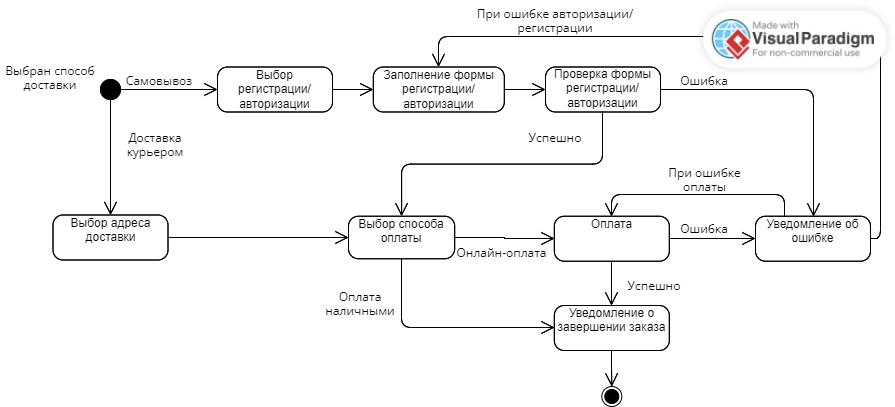 При ошибке авторизации/
регистрации
Made with
VisualParadigm
For non-commercial use
Выбран способ
доставки
Самовывоз
Выбор
регистрации/
авторизации
Заполнение формы
регистрации/
авторизации
Проверка формы
регистрации/
авторизации
Ошибка
Доставка
курьером
Успешно
При ошибке
оплаты
Выбор адреса
доставки
Выбор способа
оплаты
Онлайн-оплата
Оплата
Ошибка
Уведомление об
ошибке
Оплата
наличными
Успешно
Уведомление о
завершении заказа